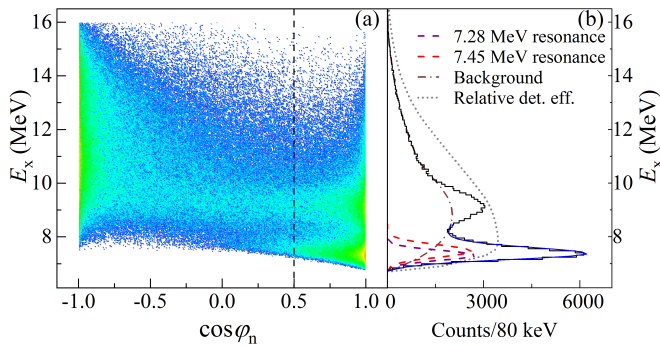 (a)
(b)
16
14
12
10
8
E_x (MeV)
-1.0 -0.5 0.0 0.5 1.0
cosφ_n
7.28 MeV resonance
7.45 MeV resonance
Background
Relative det. eff.
0 3000 6000
Counts/80 keV
16
14
12
10
8
E_x (MeV)